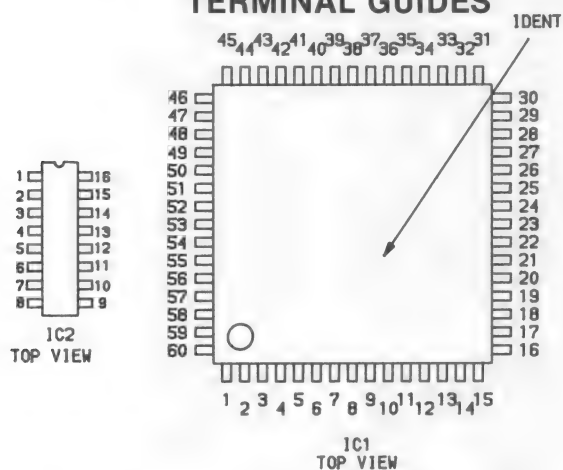 TERMINAL GUIDES
IDENT
45 44 43 42 41 40 39 38 37 36 35 34 33 32 31
46 30
47 29
48 28
49 27
50 26
51 25
52 24
53 23
54 22
55 21
56 20
57 19
58 18
59 17
60 16
1 2 3 4 5 6 7 8 9 10 11 12 13 14 15
IC1
TOP VIEW
1 16
2 15
3 14
4 13
5 12
6 11
7 10
8 9
IC2
TOP VIEW